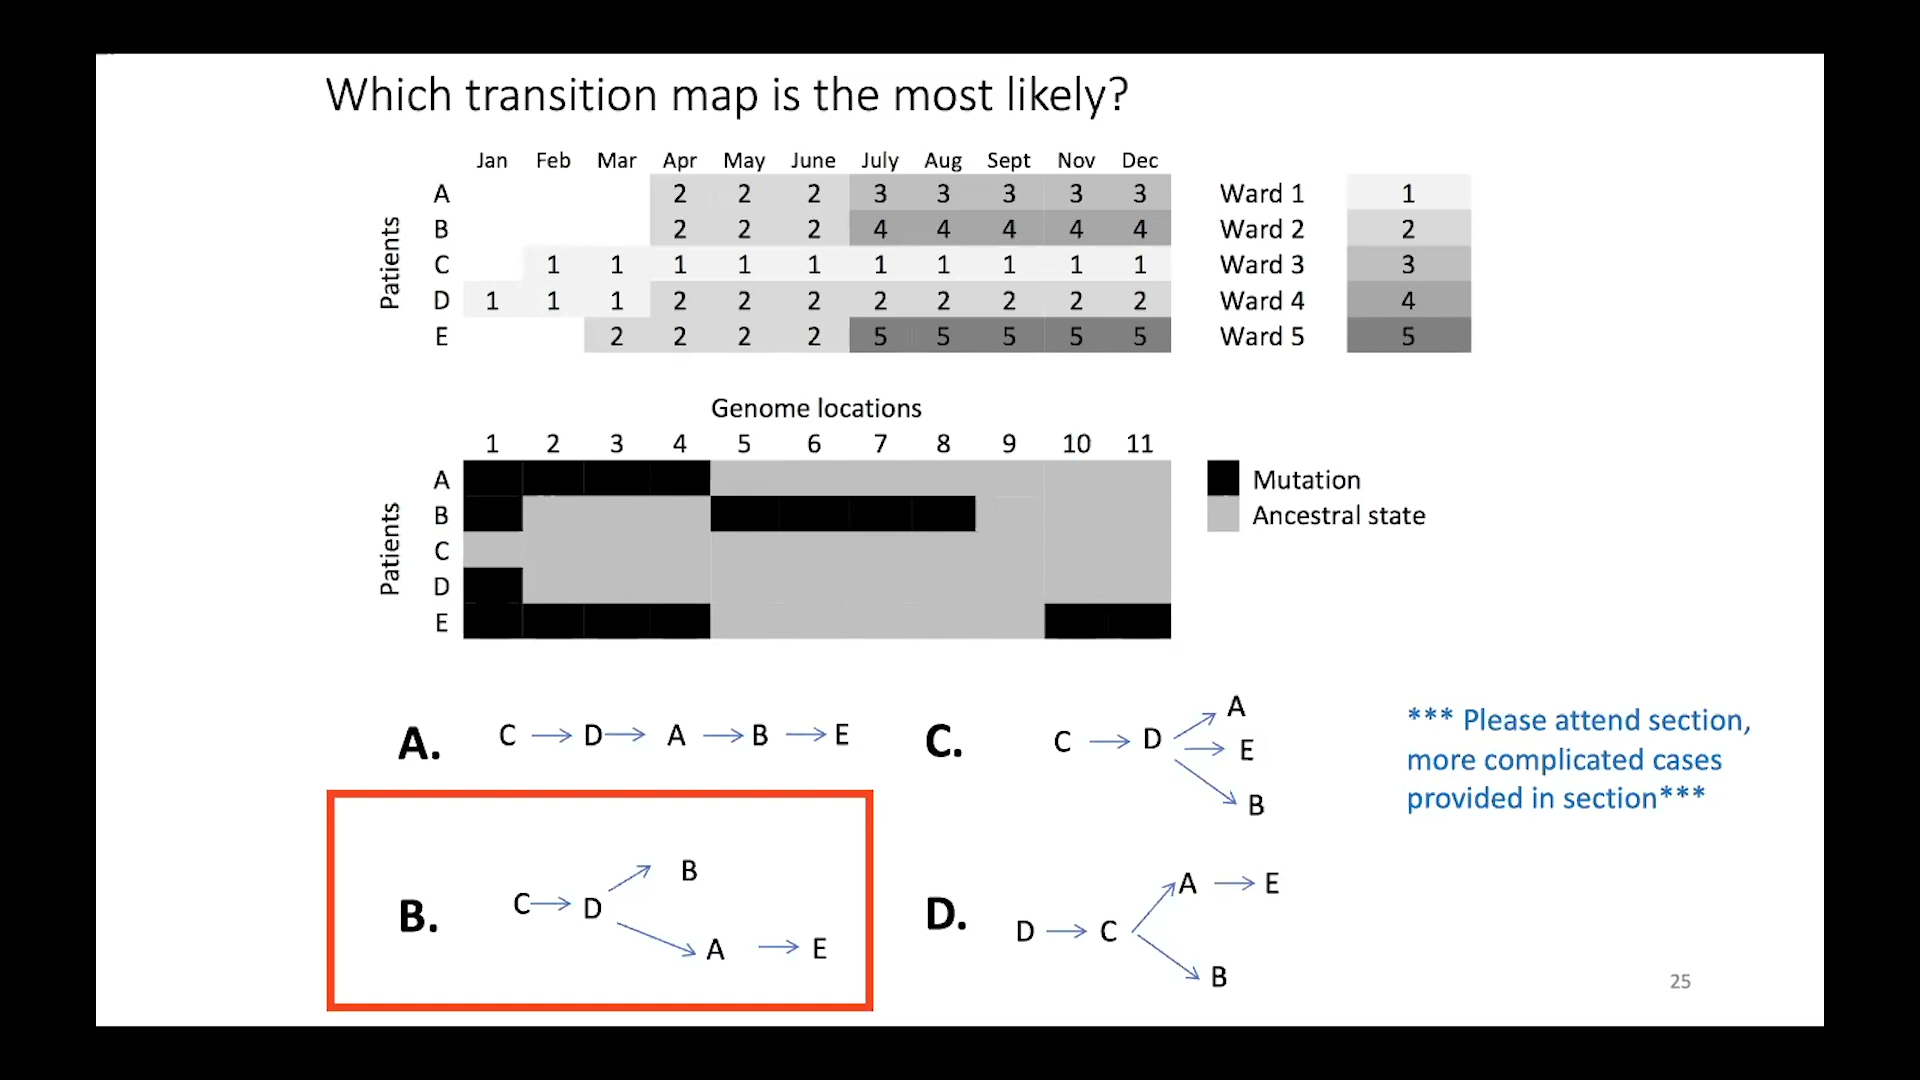 Which transition map is the most likely?
Jan Feb Mar Apr May June July Aug Sept Nov Dec
Patients
A 2 2 2 3 3 3 3 3
B 2 2 2 4 4 4 4 4
C 1 1 1 1 1 1 1 1 1 1
D 1 1 1 2 2 2 2 2 2 2 2
E 2 2 2 2 5 5 5 5 5
Ward 1 1
Ward 2 2
Ward 3 3
Ward 4 4
Ward 5 5
Genome locations
1 2 3 4 5 6 7 8 9 10 11
Patients
A
B
C
D
E
Mutation
Ancestral state
A. C → D → A → B → E
B. C → D
B
A → E
C. C → D
A
E
B
D. D → C
A → E
B
*** Please attend section,
more complicated cases
provided in section***
25